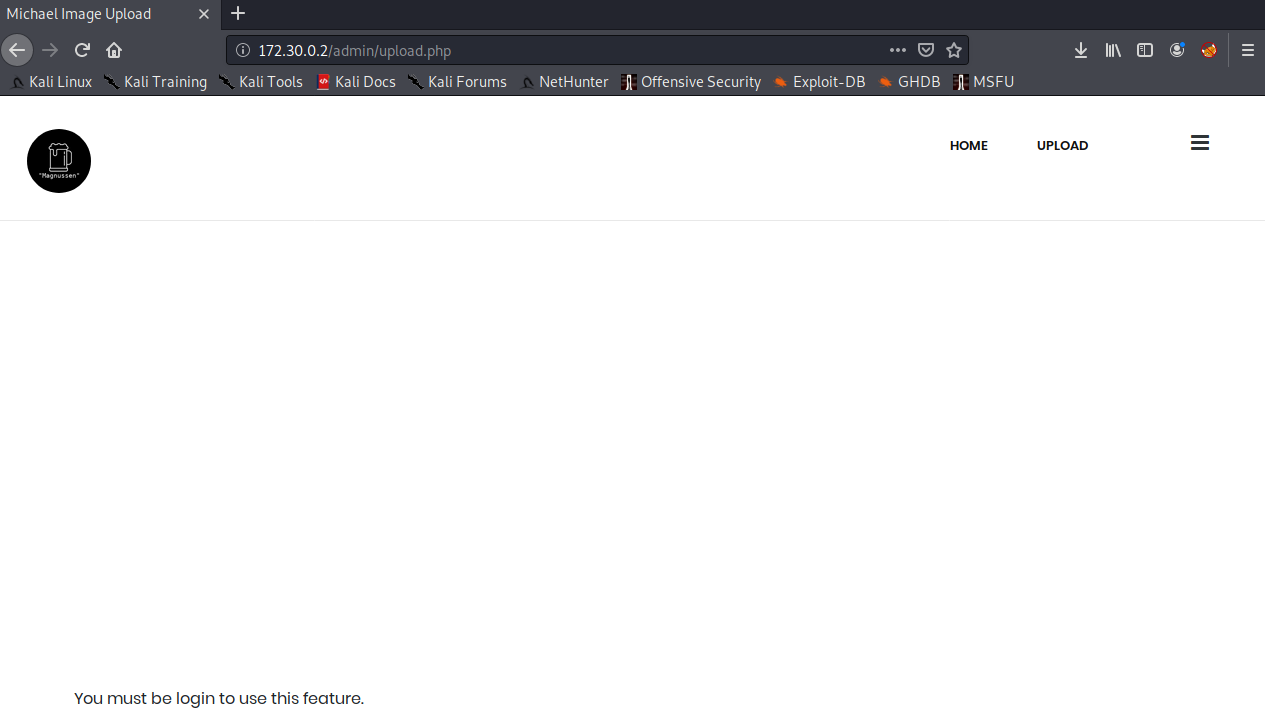 Michael Image Upload
172.30.0.2/admin/upload.php
Kali Linux Kali Training Kali Tools Kali Docs Kali Forums NetHunter Offensive Security Exploit-DB GHDB MSFU
"Magnussen"
HOME UPLOAD
You must be login to use this feature.